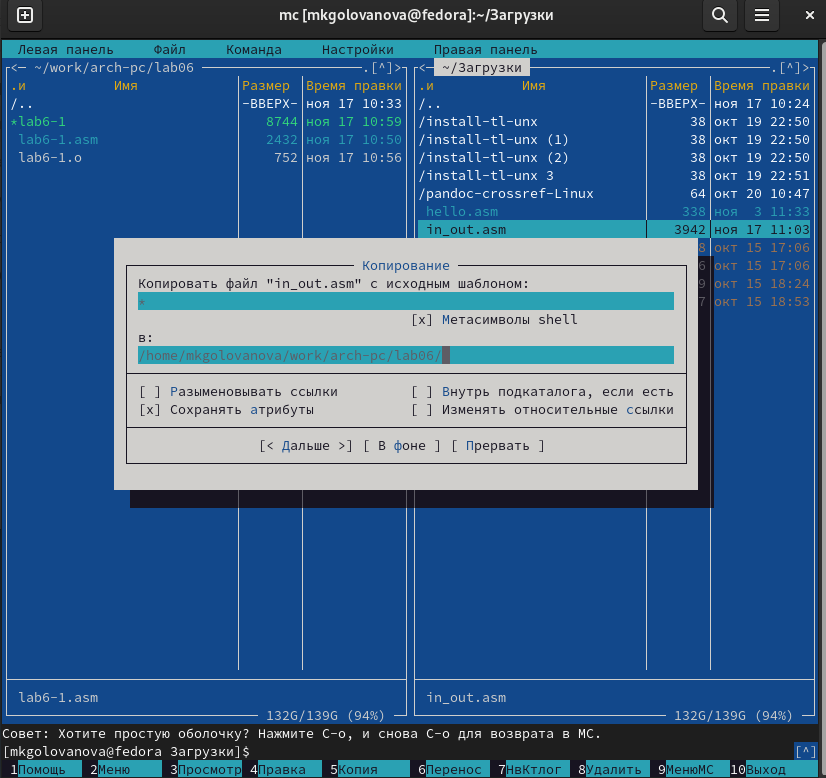 mc [mkgolovanova@fedora]:~/Загрузки
Левая панель Файл Команда Настройки Правая панель
<─ ~/work/arch-pc/lab06 .[^]> <─ ~/Загрузки .[^]>
.и Имя Размер Время правки .и Имя Размер Время правки
/.. -ВВЕРХ- ноя 17 10:33 /.. -ВВЕРХ- ноя 17 10:24
*lab6-1 8744 ноя 17 10:59 /install-tl-unx 38 окт 19 22:50
lab6-1.asm 2432 ноя 17 10:50 /install-tl-unx (1) 38 окт 19 22:50
lab6-1.o 752 ноя 17 10:56 /install-tl-unx (2) 38 окт 19 22:50
/install-tl-unx 3 38 окт 19 22:51
/pandoc-crossref-Linux 64 окт 20 10:47
hello.asm 338 ноя 3 11:33
in_out.asm 3942 ноя 17 11:03
8 окт 15 17:06
6 окт 15 17:06
9 окт 15 18:24
7 окт 15 18:53
Копирование
Копировать файл "in_out.asm" с исходным шаблоном:
*
[x] Метасимволы shell
в:
/home/mkgolovanova/work/arch-pc/lab06/
[ ] Разыменовывать ссылки [ ] Внутрь подкаталога, если есть
[x] Сохранять атрибуты [ ] Изменять относительные ссылки
[< Дальше >] [ В фоне ] [ Прервать ]
lab6-1.asm in_out.asm
132G/139G (94%) 132G/139G (94%)
Совет: Хотите простую оболочку? Нажмите C-o, и снова C-o для возврата в MC.
[mkgolovanova@fedora Загрузки]$ [^]
1Помощь 2Меню 3Просмотр 4Правка 5Копия 6Перенос 7НвКтлог 8Удалить 9МенюMC 10Выход